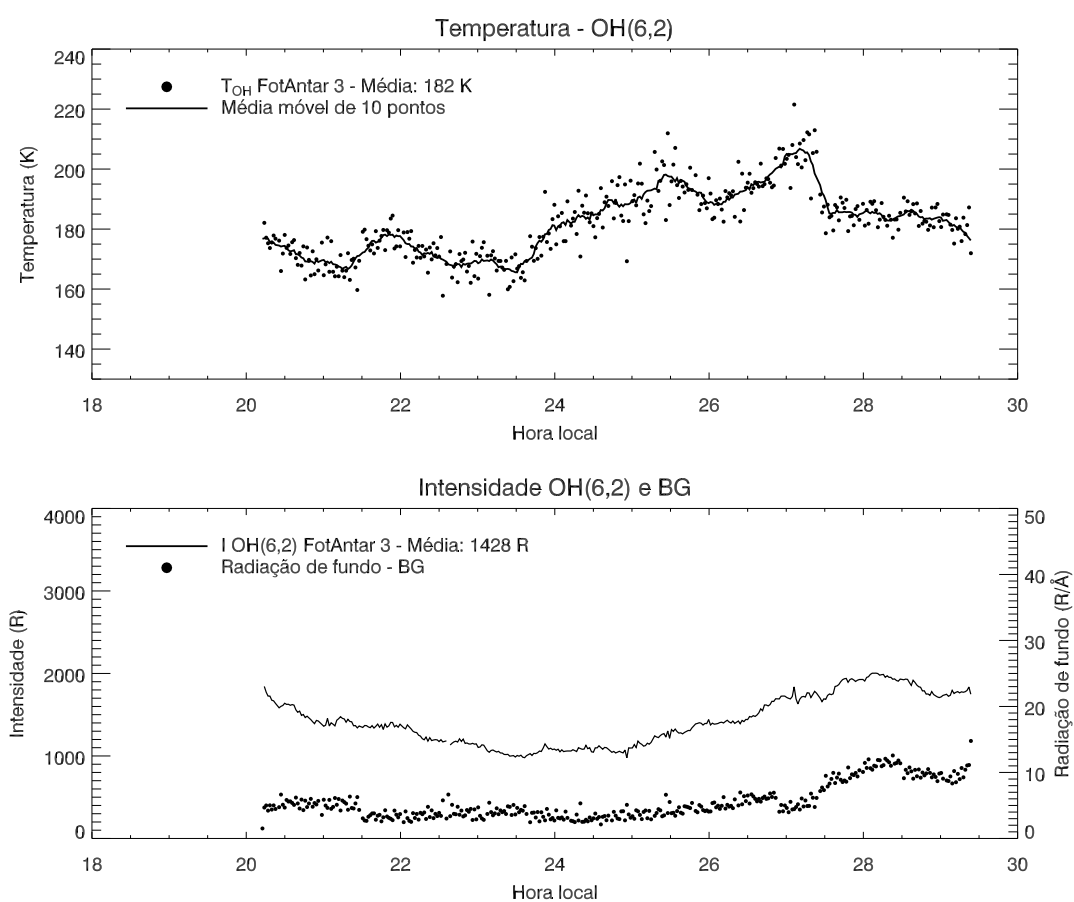 Temperatura - OH(6,2)
240
220
200
180
160
140
Temperatura (K)
T_OH FotAntar 3 - Média: 182 K
Média móvel de 10 pontos
18 20 22 24 26 28 30
Hora local
Intensidade OH(6,2) e BG
4000
3000
2000
1000
0
Intensidade (R)
I OH(6,2) FotAntar 3 - Média: 1428 R
Radiação de fundo - BG
50
40
30
20
10
0
Radiação de fundo (R/Å)
18 20 22 24 26 28 30
Hora local